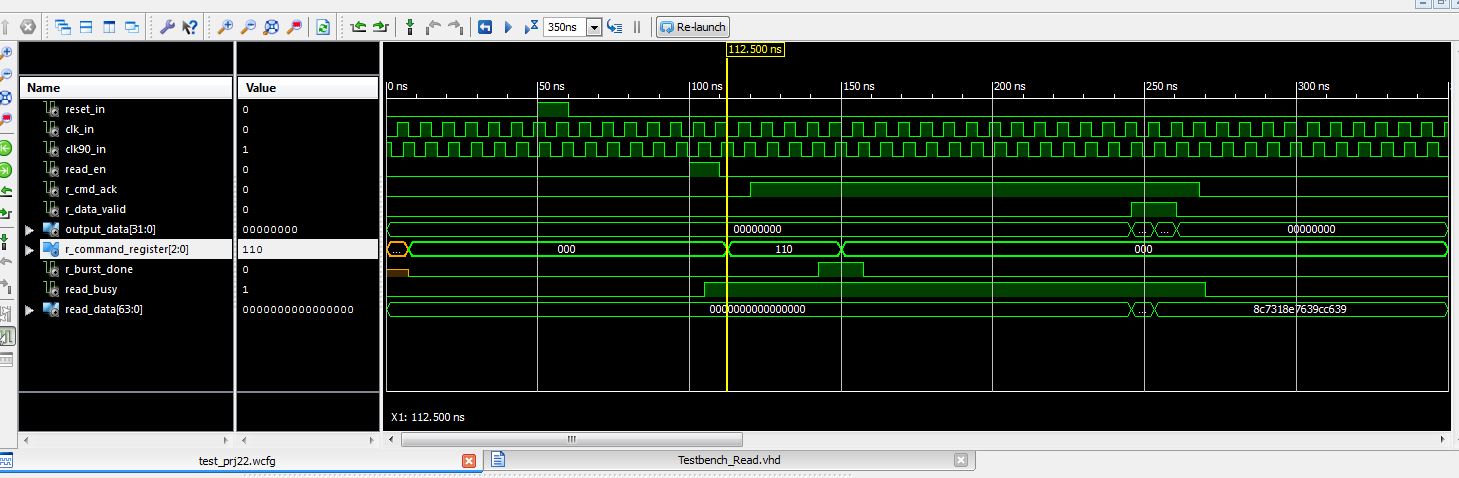 350ns
Re-launch
112.500 ns
Name
Value
0 ns
50 ns
100 ns
150 ns
200 ns
250 ns
300 ns
reset_in
0
clk_in
0
clk90_in
1
read_en
0
r_cmd_ack
0
r_data_valid
0
output_data[31:0]
00000000
00000000
...
...
00000000
r_command_register[2:0]
110
...
000
110
000
r_burst_done
0
read_busy
1
read_data[63:0]
0000000000000000
0000000000000000
...
8c7318e7639cc639
X1: 112.500 ns
test_prj22.wcfg
Testbench_Read.vhd